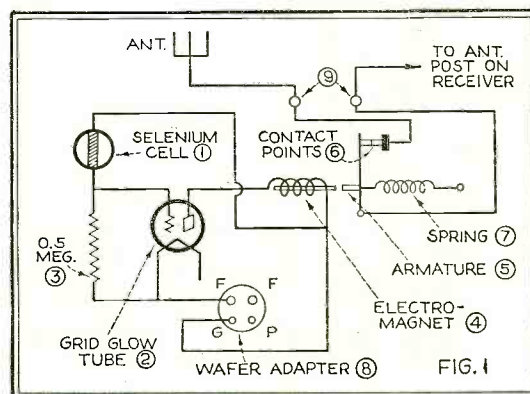 ANT.
TO ANT.
POST ON
RECEIVER
9
CONTACT
POINTS 6
SELENIUM
CELL 1
0.5
MEG.
3
SPRING 7
ARMATURE 5
F F
G P
ELECTRO-
MAGNET 4
GRID GLOW
TUBE 2
WAFER ADAPTER 8
FIG. 1